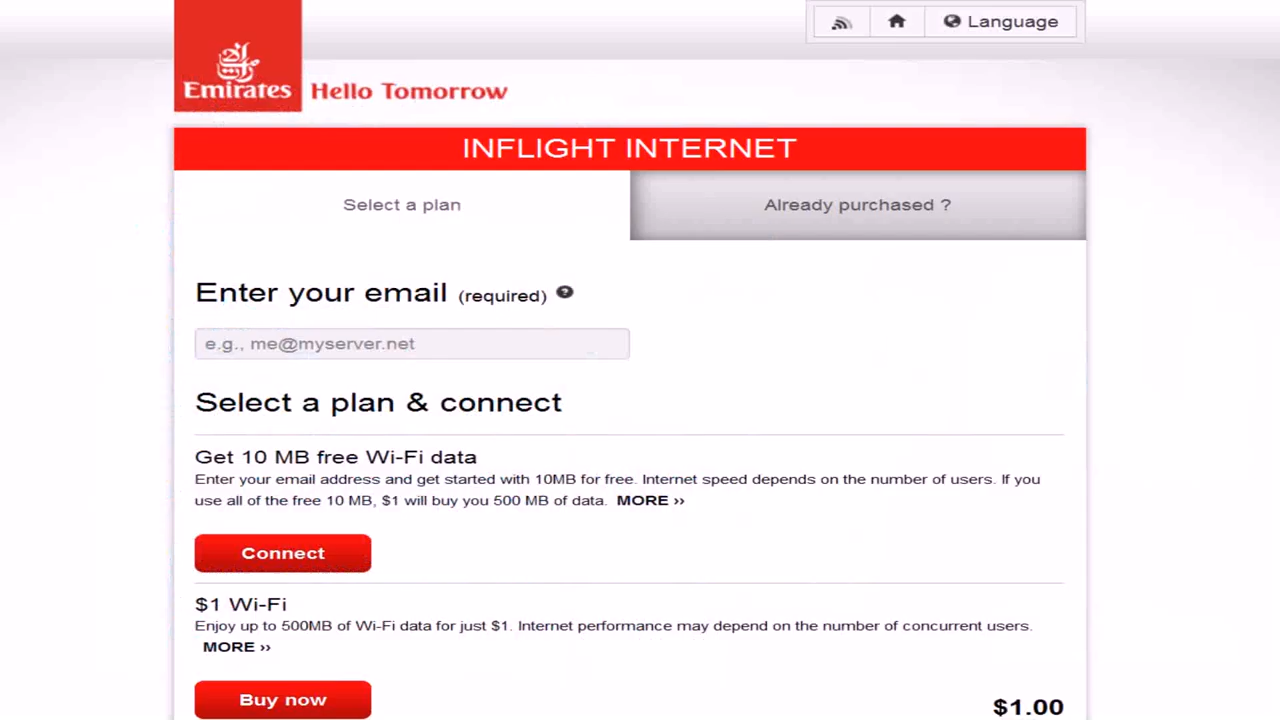 Language
Emirates
Hello Tomorrow
INFLIGHT INTERNET
Select a plan
Already purchased ?
Enter your email (required)
e.g., me@myserver.net
Select a plan & connect
Get 10 MB free Wi-Fi data
Enter your email address and get started with 10MB for free. Internet speed depends on the number of users. If you
use all of the free 10 MB, $1 will buy you 500 MB of data. MORE ››
Connect
$1 Wi-Fi
Enjoy up to 500MB of Wi-Fi data for just $1. Internet performance may depend on the number of concurrent users.
MORE ››
Buy now
$1.00